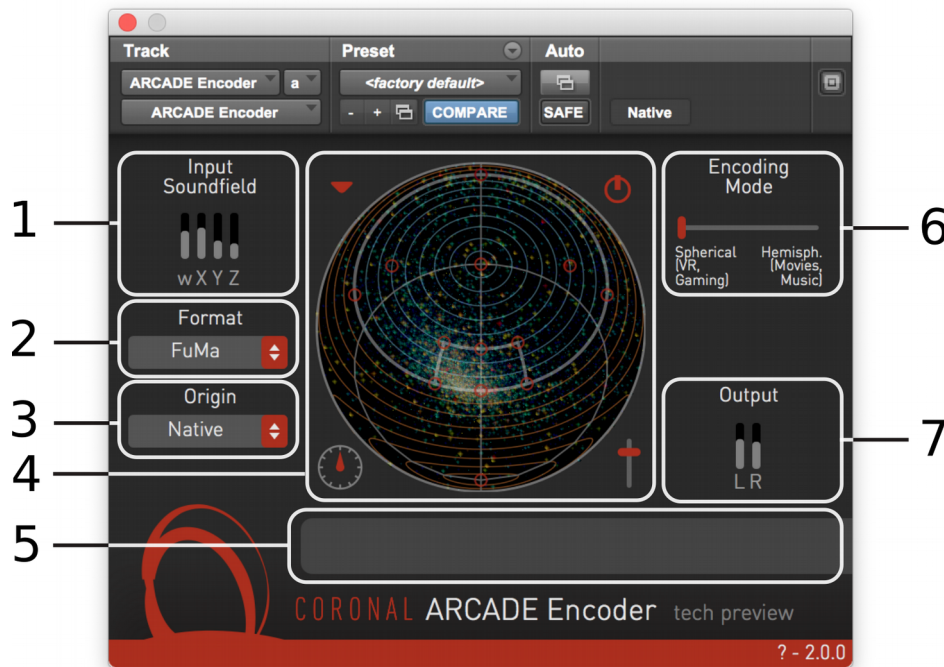 Track Preset Auto
ARCADE Encoder a <factory default>
ARCADE Encoder - + COMPARE SAFE Native
Input
Soundfield
w X Y Z
1
Format
FuMa
2
Origin
Native
3
4
5
Encoding
Mode
Spherical
(VR,
Gaming)
Hemisph.
(Movies,
Music)
6
Output
L R
7
CORONAL ARCADE Encoder tech preview
? - 2.0.0